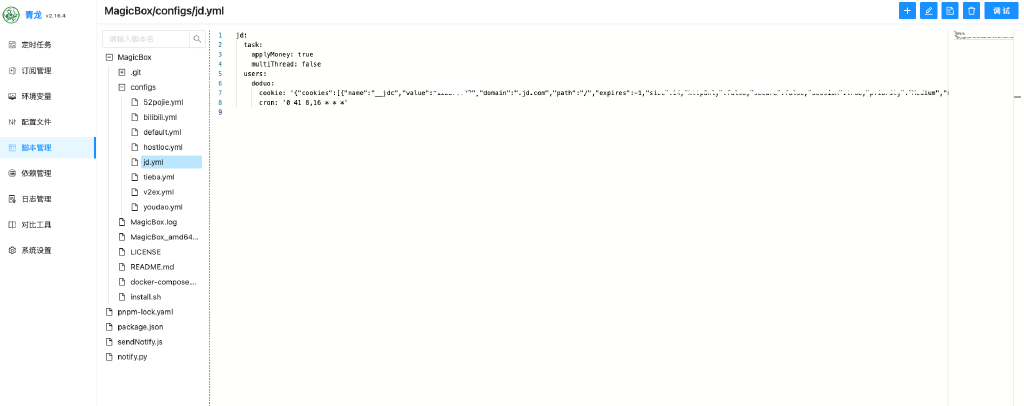 青龙 v2.16.4
MagicBox/configs/jd.yml
调 试
定时任务
订阅管理
环境变量
配置文件
脚本管理
依赖管理
日志管理
对比工具
系统设置
请输入脚本名
MagicBox
.git
configs
52pojie.yml
bilibili.yml
default.yml
hostloc.yml
jd.yml
tieba.yml
v2ex.yml
youdao.yml
MagicBox.log
MagicBox_amd64...
LICENSE
README.md
docker-compose....
install.sh
pnpm-lock.yaml
package.json
sendNotify.js
notify.py
1 jd:
2 task:
3 applyMoney: true
4 multiThread: false
5 users:
6 doduo:
7 cookie: '{"cookies":[{"name":"__jdc","value":"","domain":".jd.com","path":"/","expires":-1,"size"
8 cron: '0 41 8,16 * * *'
9